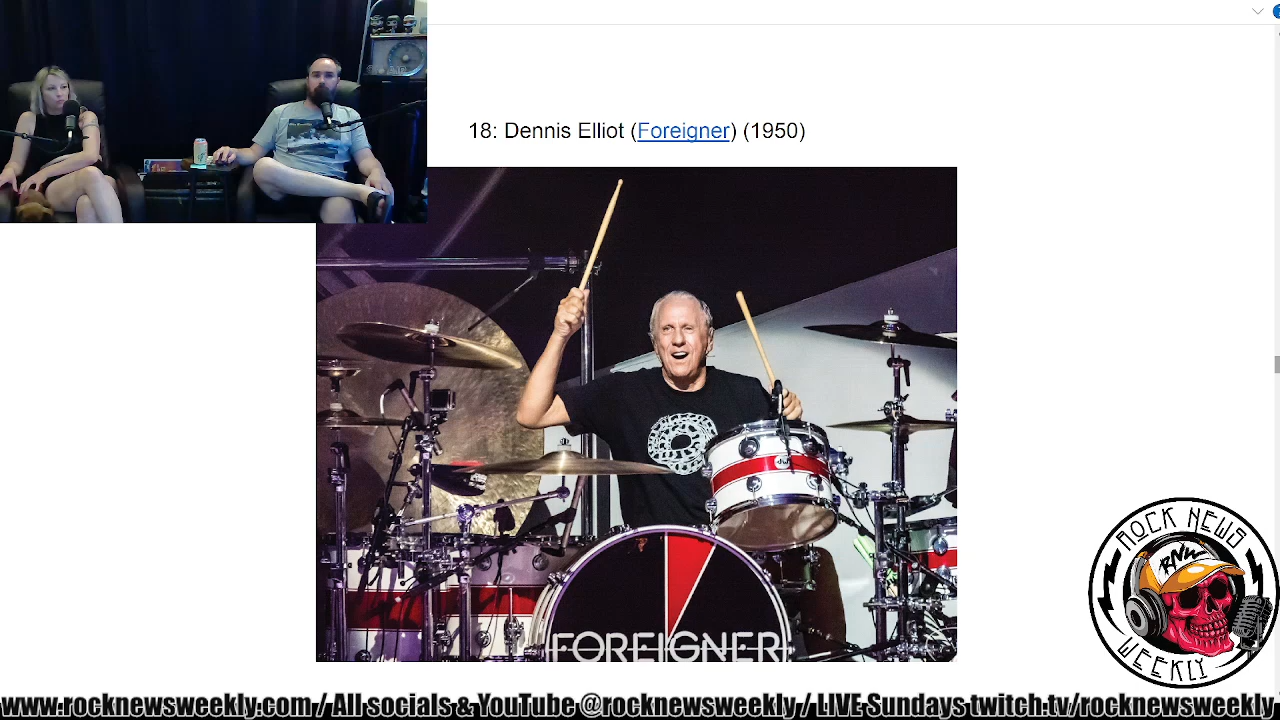 18: Dennis Elliot (Foreigner) (1950)
dw
FOREIGNER
ROCK NEWS
RNW
WEEKLY
www.rocknewsweekly.com / All socials & YouTube @rocknewsweekly / LIVE Sundays twitch.tv/rocknewsweekly